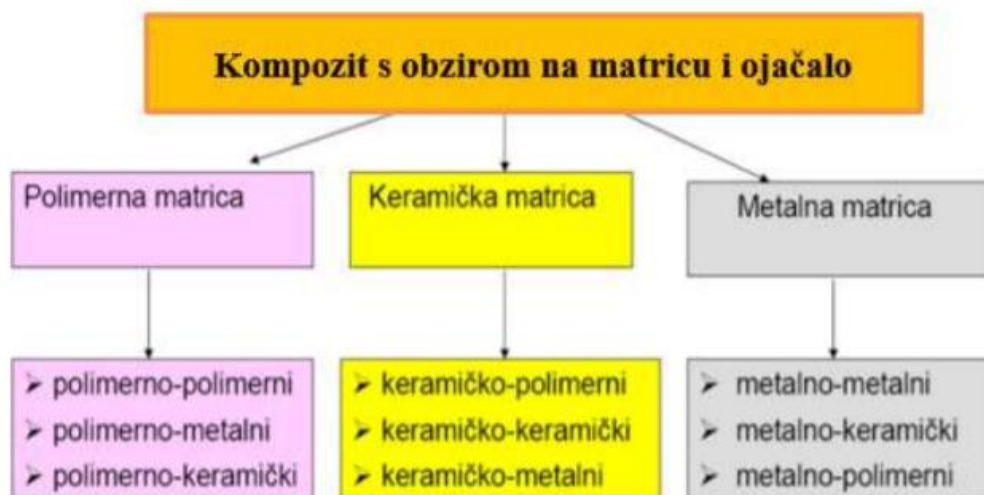 Kompozit s obzirom na matricu i ojačalo
Polimerna matrica
Keramička matrica
Metalna matrica
➢ polimerno-polimerni
➢ polimerno-metalni
➢ polimerno-keramički
➢ keramičko-polimerni
➢ keramičko-keramički
➢ keramičko-metalni
➢ metalno-metalni
➢ metalno-keramički
➢ metalno-polimerni